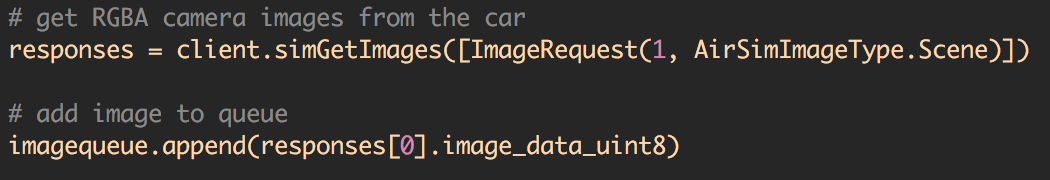 # get RGBA camera images from the car
responses = client.simGetImages([ImageRequest(1, AirSimImageType.Scene)])
# add image to queue
imagequeue.append(responses[0].image_data_uint8)